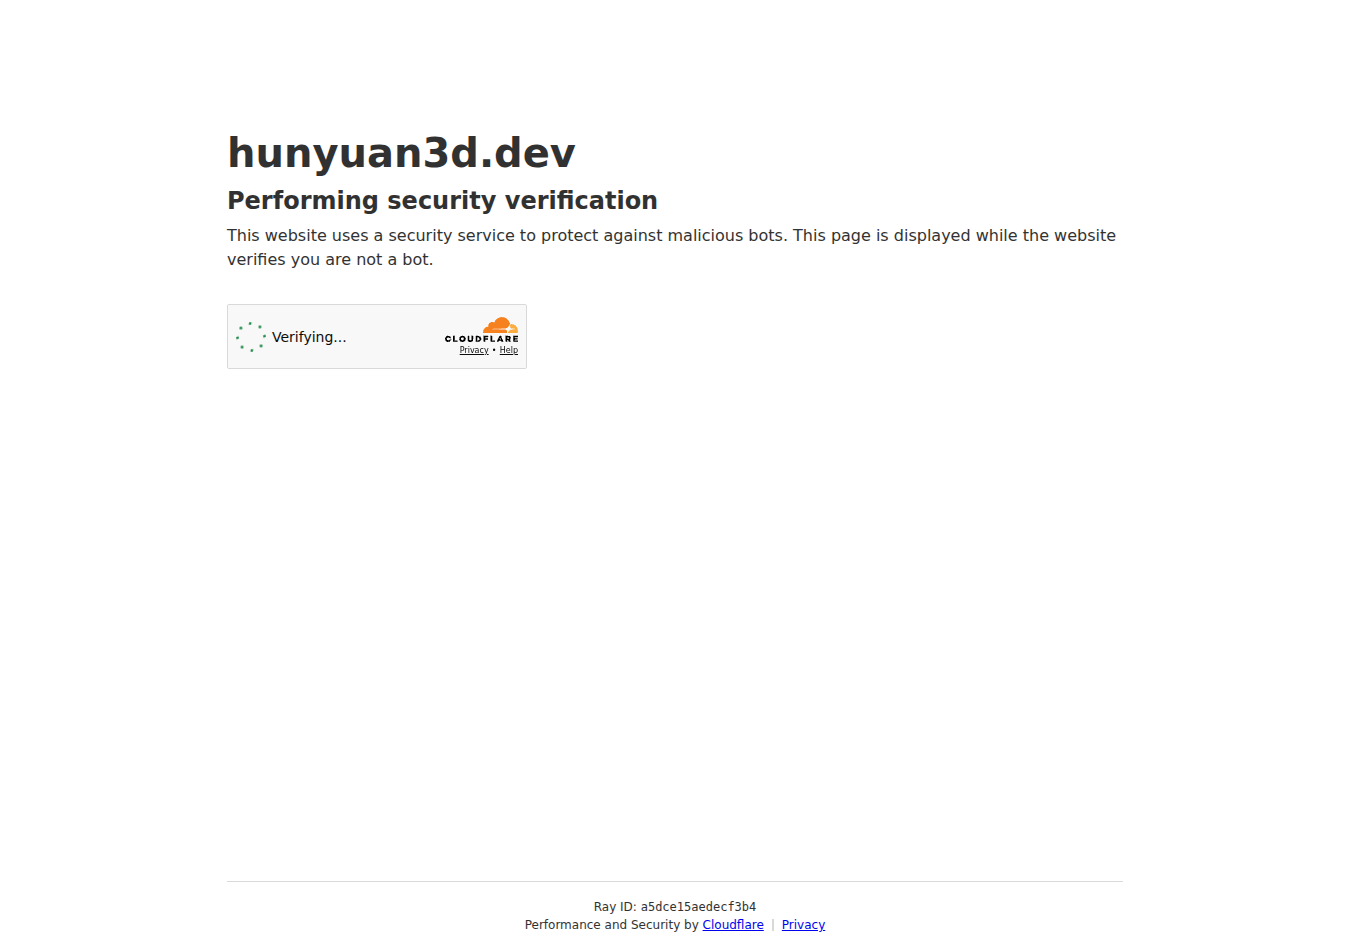 hunyuan3d.dev
Performing security verification
This website uses a security service to protect against malicious bots. This page is displayed while the website
verifies you are not a bot.
Verifying...
CLOUDFLARE
Privacy • Help
Ray ID: a5dce15aedecf3b4
Performance and Security by Cloudflare | Privacy